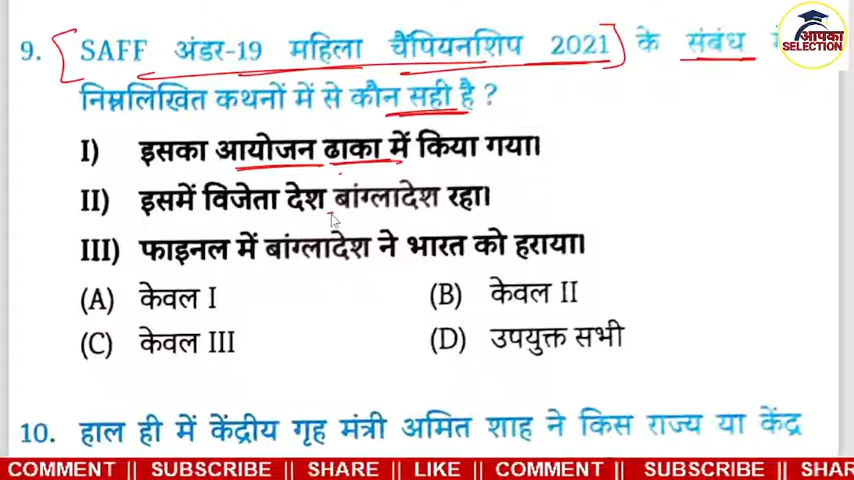 आपका
SELECTION
9. SAFF अंडर-19 महिला चैंपियनशिप 2021 के संबंध
निम्नलिखित कथनों में से कौन सही है ?
I) इसका आयोजन ढाका में किया गया।
II) इसमें विजेता देश बांग्लादेश रहा।
III) फाइनल में बांग्लादेश ने भारत को हराया।
(A) केवल I (B) केवल II
(C) केवल III (D) उपयुक्त सभी
10. हाल ही में केंद्रीय गृह मंत्री अमित शाह ने किस राज्य या केंद्र
COMMENT || SUBSCRIBE || SHARE || LIKE || COMMENT || SUBSCRIBE || SHAR